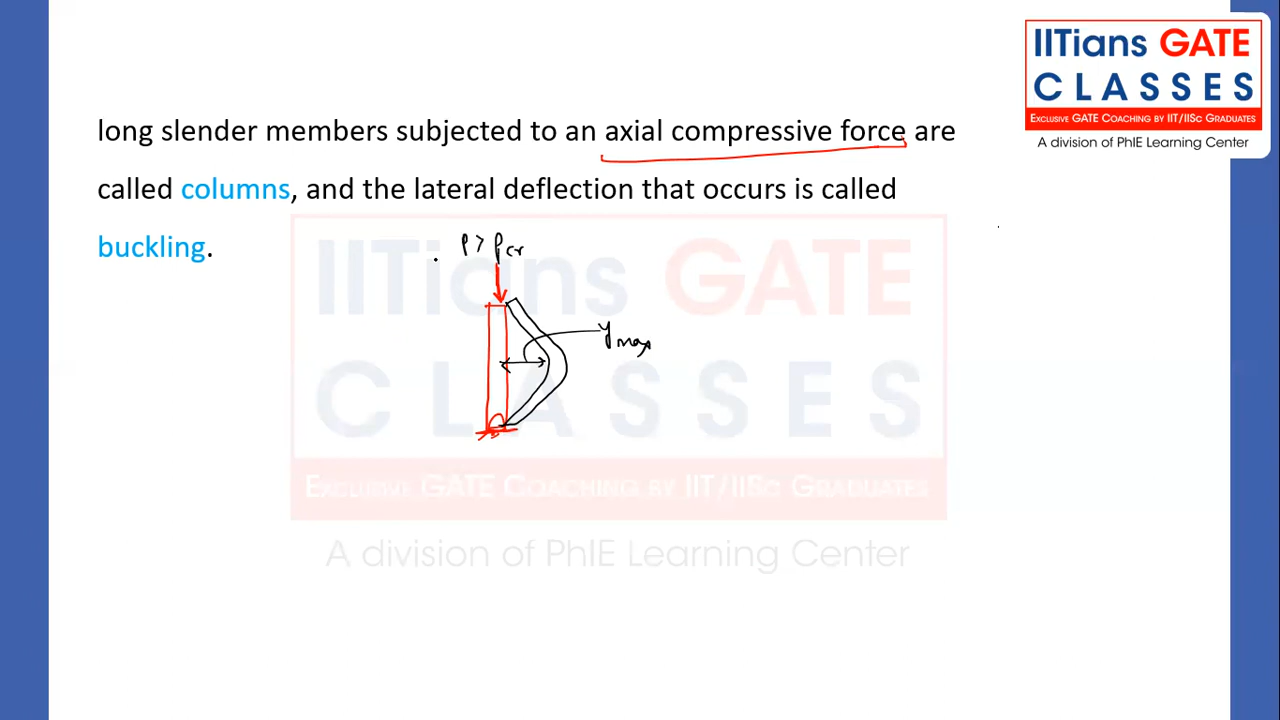 IITians GATE
CLASSES
EXCLUSIVE GATE COACHING BY IIT/IISc GRADUATES
A division of PhIE Learning Center
long slender members subjected to an axial compressive force are
called columns, and the lateral deflection that occurs is called
buckling.
P > Pcr
ymax
IITians GATE
CLASSES
EXCLUSIVE GATE COACHING BY IIT/IISc GRADUATES
A division of PhIE Learning Center